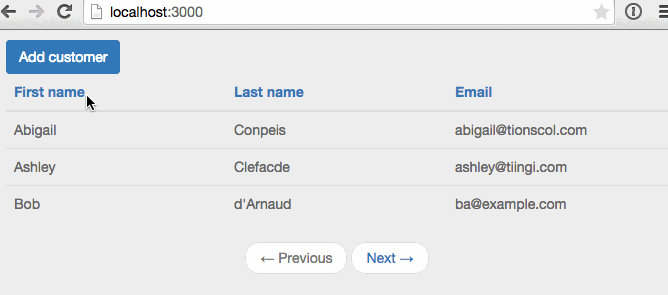 localhost:3000
Add customer
First name Last name Email
Abigail Conpeis abigail@tionscol.com
Ashley Clefacde ashley@tiingi.com
Bob d'Arnaud ba@example.com
← Previous Next →